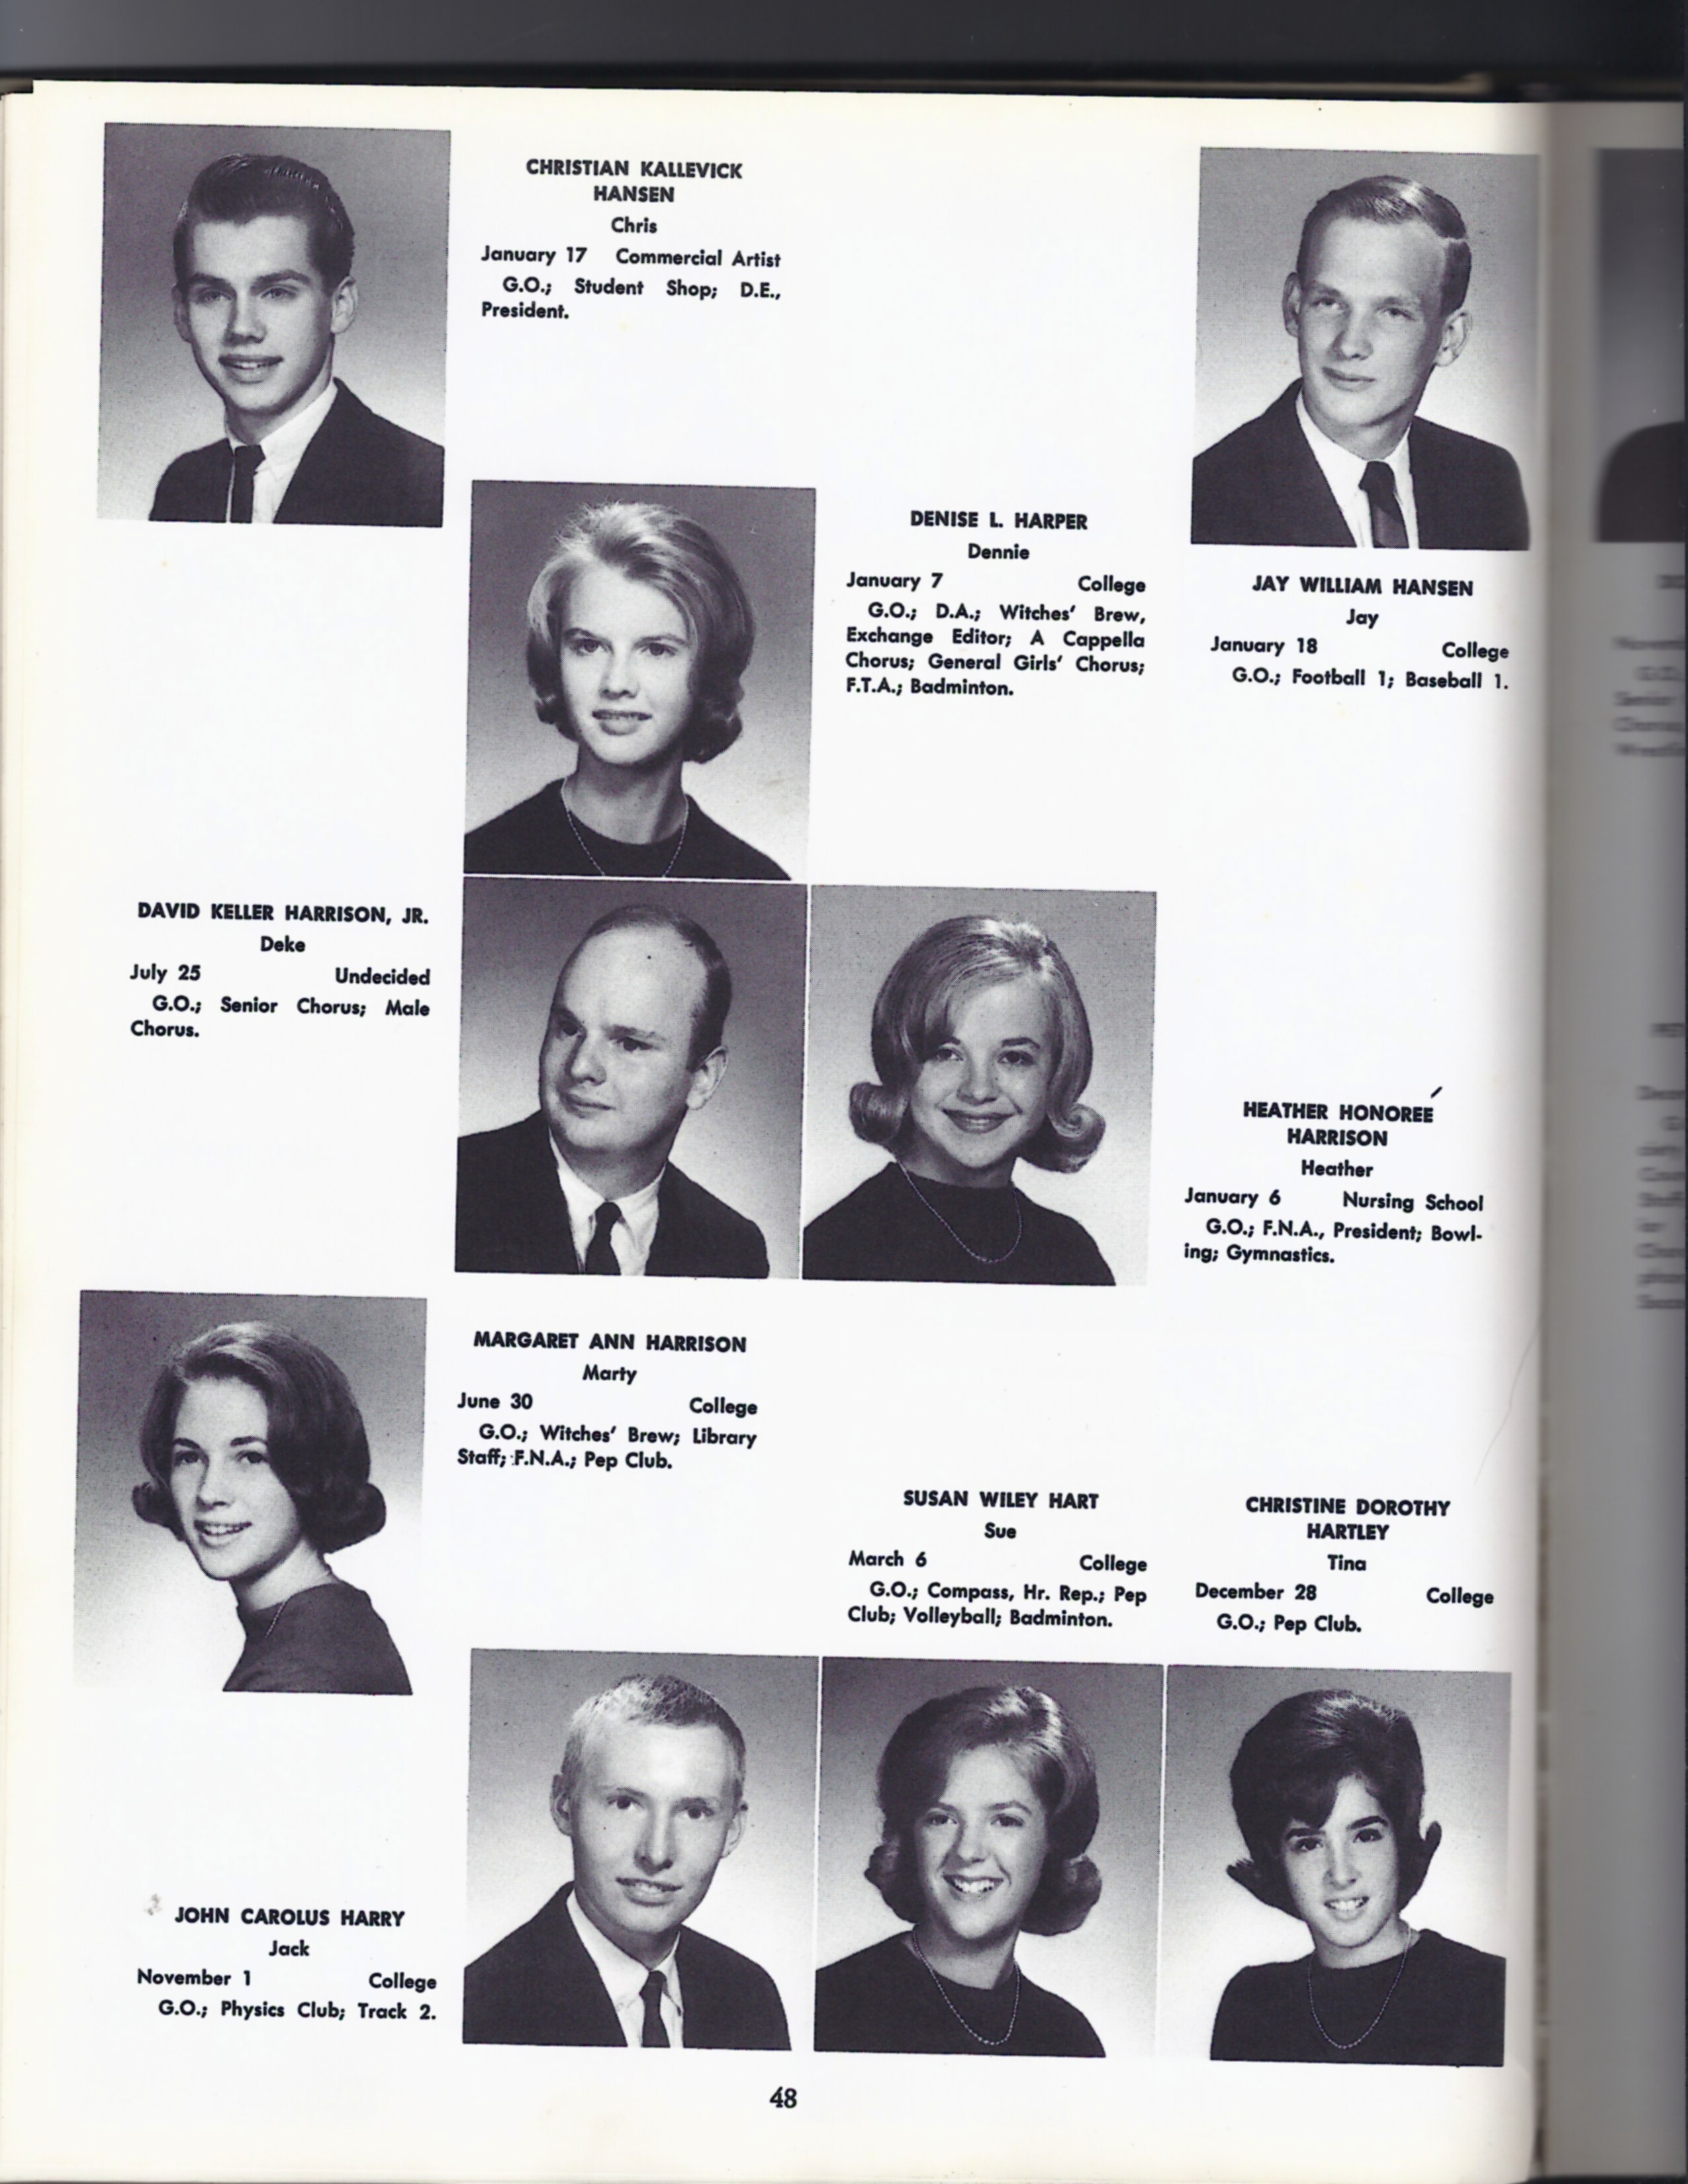 CHRISTIAN KALLEVICK
HANSEN
Chris
January 17 Commercial Artist
G.O.; Student Shop; D.E.,
President.
JAY WILLIAM HANSEN
Jay
January 18 College
G.O.; Football 1; Baseball 1.
DENISE L. HARPER
Dennie
January 7 College
G.O.; D.A.; Witches' Brew,
Exchange Editor; A Cappella
Chorus; General Girls' Chorus;
F.T.A.; Badminton.
DAVID KELLER HARRISON, JR.
Deke
July 25 Undecided
G.O.; Senior Chorus; Male
Chorus.
HEATHER HONOREÉ
HARRISON
Heather
January 6 Nursing School
G.O.; F.N.A., President; Bowl-
ing; Gymnastics.
MARGARET ANN HARRISON
Marty
June 30 College
G.O.; Witches' Brew; Library
Staff; F.N.A.; Pep Club.
JOHN CAROLUS HARRY
Jack
November 1 College
G.O.; Physics Club; Track 2.
SUSAN WILEY HART
Sue
March 6 College
G.O.; Compass, Hr. Rep.; Pep
Club; Volleyball; Badminton.
CHRISTINE DOROTHY
HARTLEY
Tina
December 28 College
G.O.; Pep Club.
48